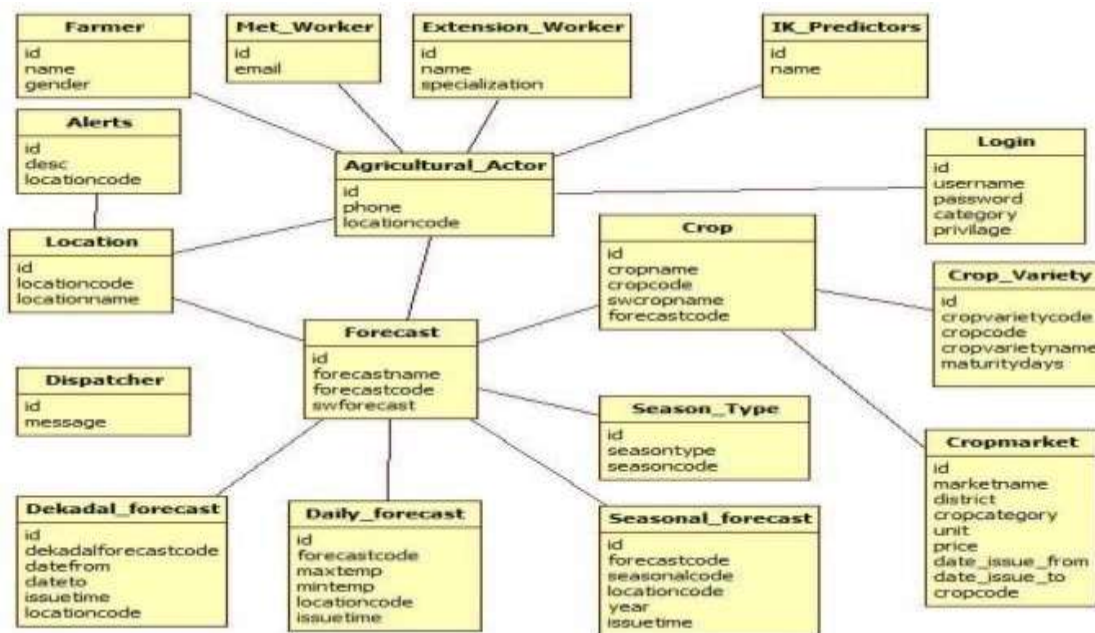 Farmer
id
name
gender
Met_Worker
id
email
Extension_Worker
id
name
specialization
IK_Predictors
id
name
Alerts
id
desc
locationcode
Agricultural_Actor
id
phone
locationcode
Login
id
username
password
category
privilage
Location
id
locationcode
locationname
Crop
id
cropname
cropcode
swcropname
forecastcode
Crop_Variety
id
cropvarietycode
cropcode
cropvarietyname
maturitydays
Forecast
id
forecastname
forecastcode
swforecast
Dispatcher
id
message
Season_Type
id
seasontype
seasoncode
Cropmarket
id
marketname
district
cropcategory
unit
price
date_issue_from
date_issue_to
cropcode
Dekadal_forecast
id
dekadalforecastcode
datefrom
dateto
issuetime
locationcode
Daily_forecast
id
forecastcode
maxtemp
mintemp
locationcode
issuetime
Seasonal_forecast
id
forecastcode
seasonalcode
locationcode
year
issuetime